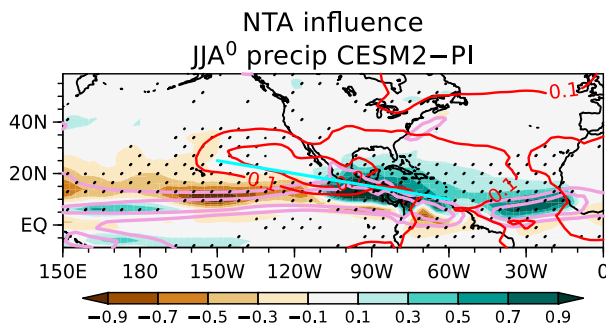 NTA influence
JJA⁰ precip CESM2−PI
0.1
40N
20N
0.1
0.1
EQ
150E 180 150W 120W 90W 60W 30W 0
−0.9 −0.7 −0.5 −0.3 −0.1 0.1 0.3 0.5 0.7 0.9